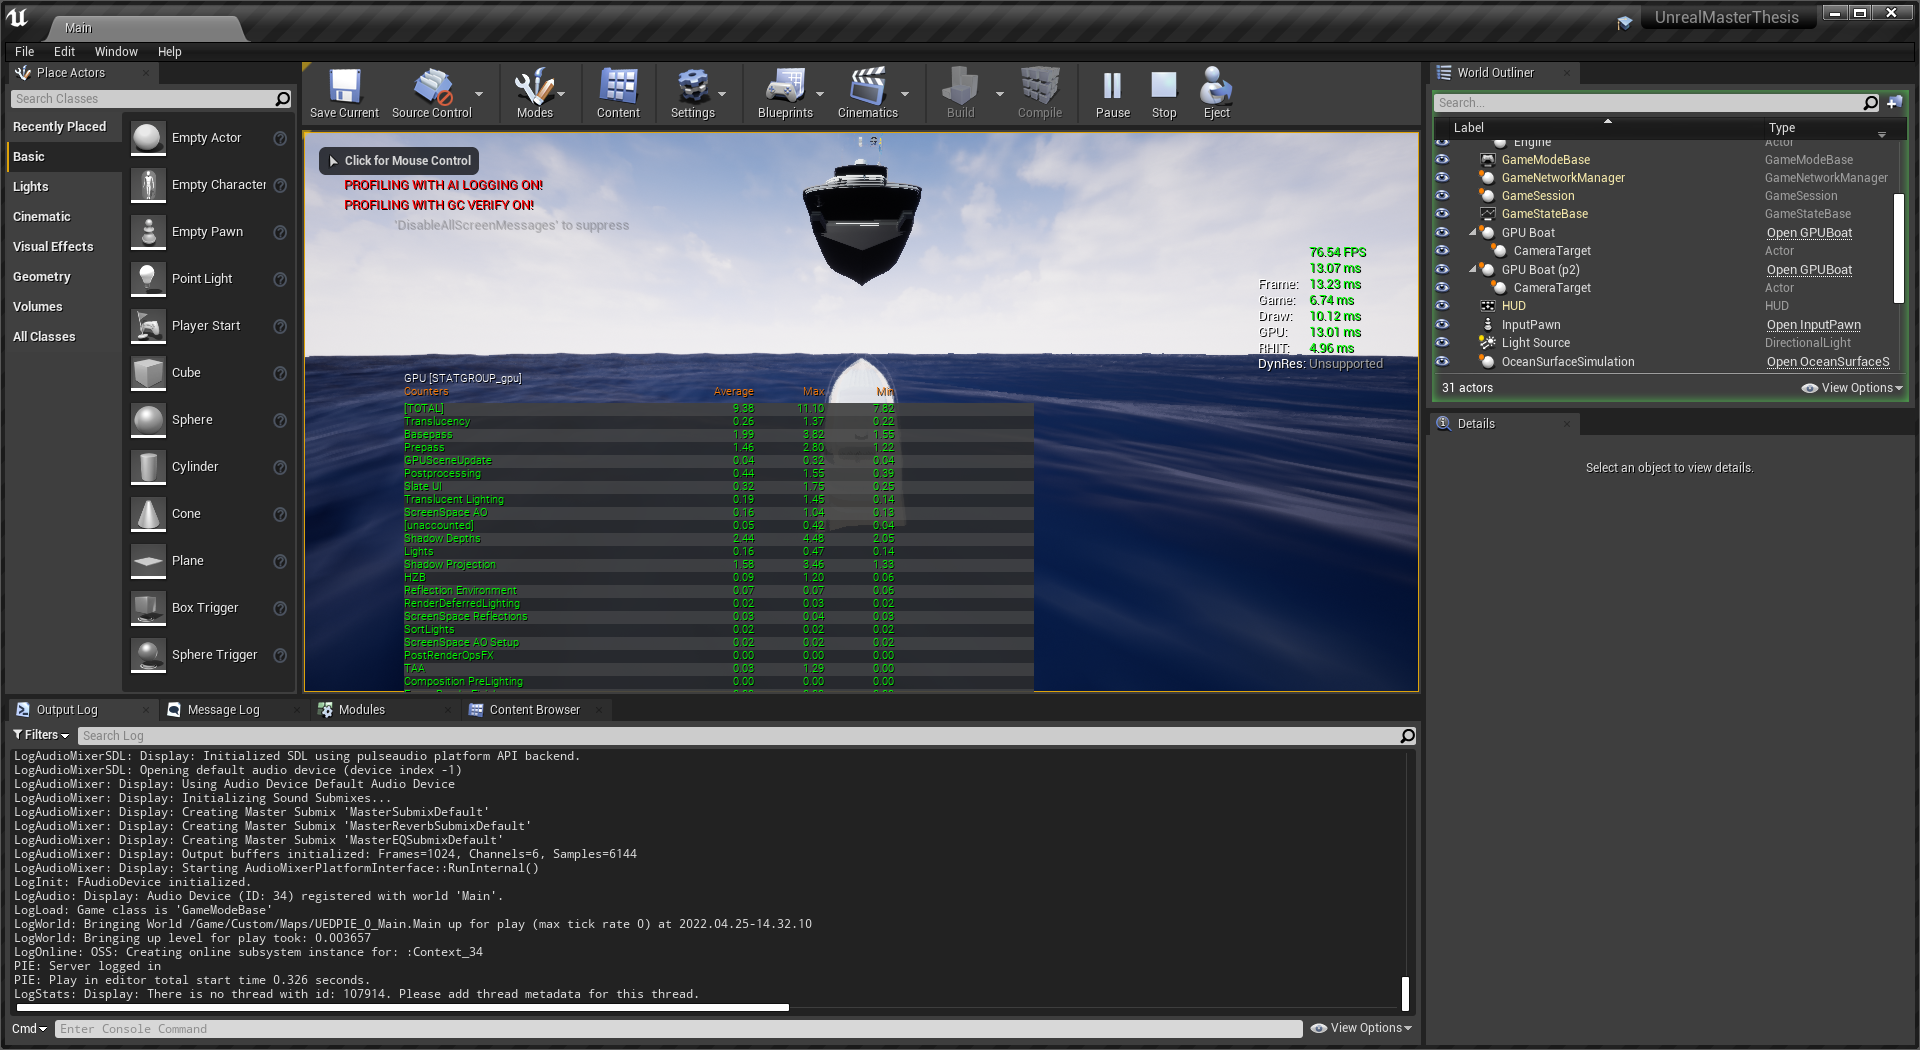 Main
UnrealMasterThesis
File Edit Window Help
Place Actors
Search Classes
Recently Placed
Basic
Lights
Cinematic
Visual Effects
Geometry
Volumes
All Classes
Empty Actor
Empty Character
Empty Pawn
Point Light
Player Start
Cube
Sphere
Cylinder
Cone
Plane
Box Trigger
Sphere Trigger
Save Current Source Control Modes Content Settings Blueprints Cinematics Build Compile Pause Stop Eject
Click for Mouse Control
PROFILING WITH AI LOGGING ON!
PROFILING WITH GC VERIFY ON!
'DisableAllScreenMessages' to suppress
76.54 FPS
13.07 ms
Frame: 13.23 ms
Game: 6.74 ms
Draw: 10.12 ms
GPU: 13.01 ms
RHIT: 4.96 ms
DynRes: Unsupported
GPU [STATGROUP_gpu]
Counters Average Max Min
[TOTAL] 9.38 11.10 7.82
Translucency 0.26 1.37 0.22
Basepass 1.99 3.82 1.55
Prepass 1.46 2.80 1.22
GPUSceneUpdate 0.04 0.32 0.04
Postprocessing 0.44 1.55 0.39
Slate UI 0.32 1.75 0.25
Translucent Lighting 0.19 1.45 0.14
ScreenSpace AO 0.16 1.04 0.13
[unaccounted] 0.05 0.42 0.04
Shadow Depths 2.44 4.48 2.05
Lights 0.16 0.47 0.14
Shadow Projection 1.58 3.46 1.33
HZB 0.09 1.20 0.06
Reflection Environment 0.07 0.07 0.06
RenderDeferredLighting 0.02 0.03 0.02
ScreenSpace Reflections 0.03 0.04 0.03
SortLights 0.02 0.02 0.02
ScreenSpace AO Setup 0.02 0.02 0.02
PostRenderOpsFX 0.00 0.00 0.00
TAA 0.03 1.29 0.00
Composition PreLighting 0.00 0.00 0.00
World Outliner
Search...
Label Type
Engine Actor
GameModeBase GameModeBase
GameNetworkManager GameNetworkManager
GameSession GameSession
GameStateBase GameStateBase
GPU Boat Open GPUBoat
CameraTarget Actor
GPU Boat (p2) Open GPUBoat
CameraTarget Actor
HUD HUD
InputPawn Open InputPawn
Light Source DirectionalLight
OceanSurfaceSimulation Open OceanSurfaceS
31 actors View Options
Details
Select an object to view details.
Output Log Message Log Modules Content Browser
Filters Search Log
LogAudioMixerSDL: Display: Initialized SDL using pulseaudio platform API backend.
LogAudioMixerSDL: Opening default audio device (device index -1)
LogAudioMixer: Display: Using Audio Device Default Audio Device
LogAudioMixer: Display: Initializing Sound Submixes...
LogAudioMixer: Display: Creating Master Submix 'MasterSubmixDefault'
LogAudioMixer: Display: Creating Master Submix 'MasterReverbSubmixDefault'
LogAudioMixer: Display: Creating Master Submix 'MasterEQSubmixDefault'
LogAudioMixer: Display: Output buffers initialized: Frames=1024, Channels=6, Samples=6144
LogAudioMixer: Display: Starting AudioMixerPlatformInterface::RunInternal()
LogInit: FAudioDevice initialized.
LogAudio: Display: Audio Device (ID: 34) registered with world 'Main'.
LogLoad: Game class is 'GameModeBase'
LogWorld: Bringing World /Game/Custom/Maps/UEDPIE_0_Main.Main up for play (max tick rate 0) at 2022.04.25-14.32.10
LogWorld: Bringing up level for play took: 0.003657
LogOnline: OSS: Creating online subsystem instance for: :Context_34
PIE: Server logged in
PIE: Play in editor total start time 0.326 seconds.
LogStats: Display: There is no thread with id: 107914. Please add thread metadata for this thread.
Cmd Enter Console Command View Options